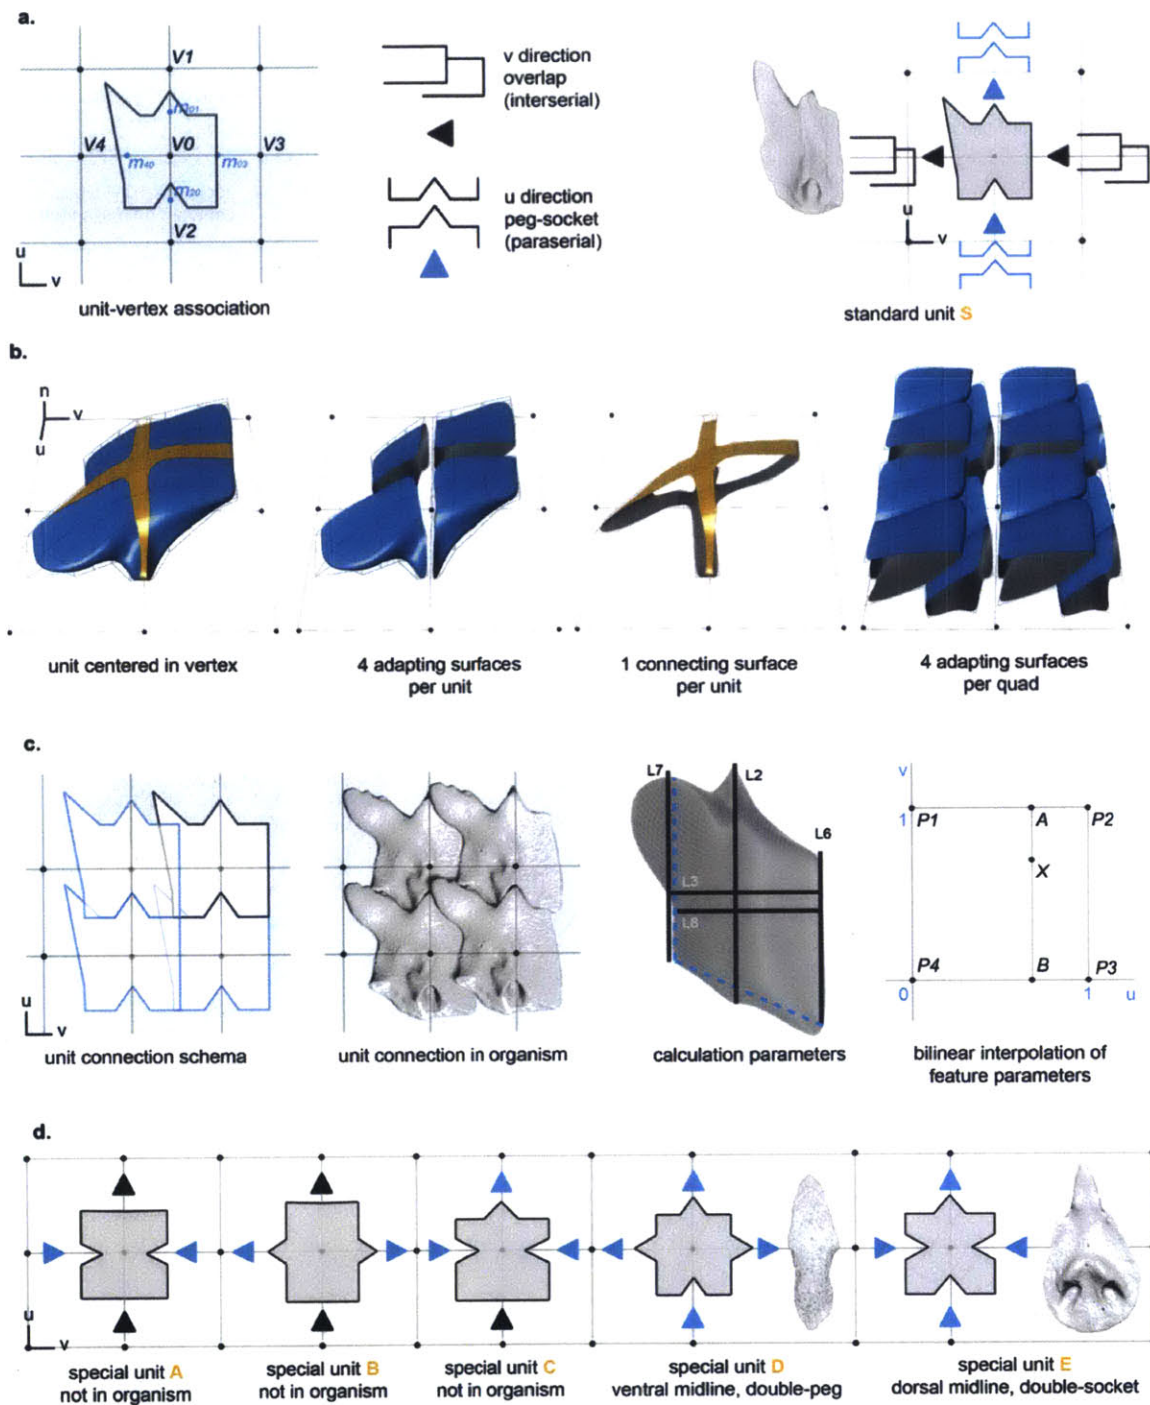 a.
V1
m01
V4
V0
V3
m40
m03
m20
V2
u
v
unit-vertex association
v direction
overlap
(interserial)
u direction
peg-socket
(paraserial)
u
v
standard unit S
b.
n
v
u
unit centered in vertex
4 adapting surfaces
per unit
1 connecting surface
per unit
4 adapting surfaces
per quad
c.
u
v
unit connection schema
unit connection in organism
L7
L2
L6
L3
L8
calculation parameters
v
1
P1
A
P2
X
P4
B
P3
0
1
u
bilinear interpolation of
feature parameters
d.
u
v
special unit A
not in organism
special unit B
not in organism
special unit C
not in organism
special unit D
ventral midline, double-peg
special unit E
dorsal midline, double-socket